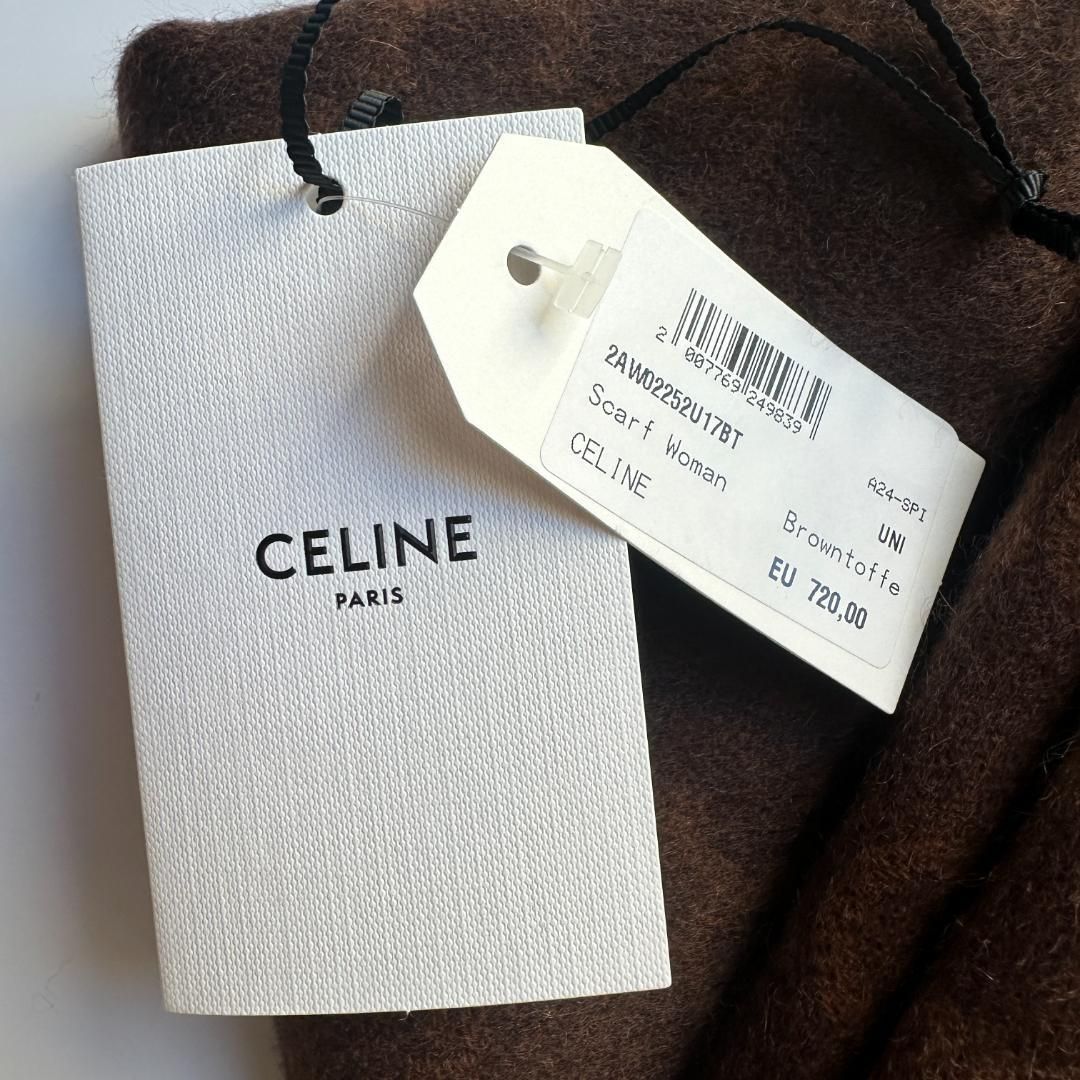 CELINE
PARIS
2 007769 249839
2AW02252U17BT
Scarf Woman
CELINE
A24-SPI
UNI
Browntoffe
EU 720,00